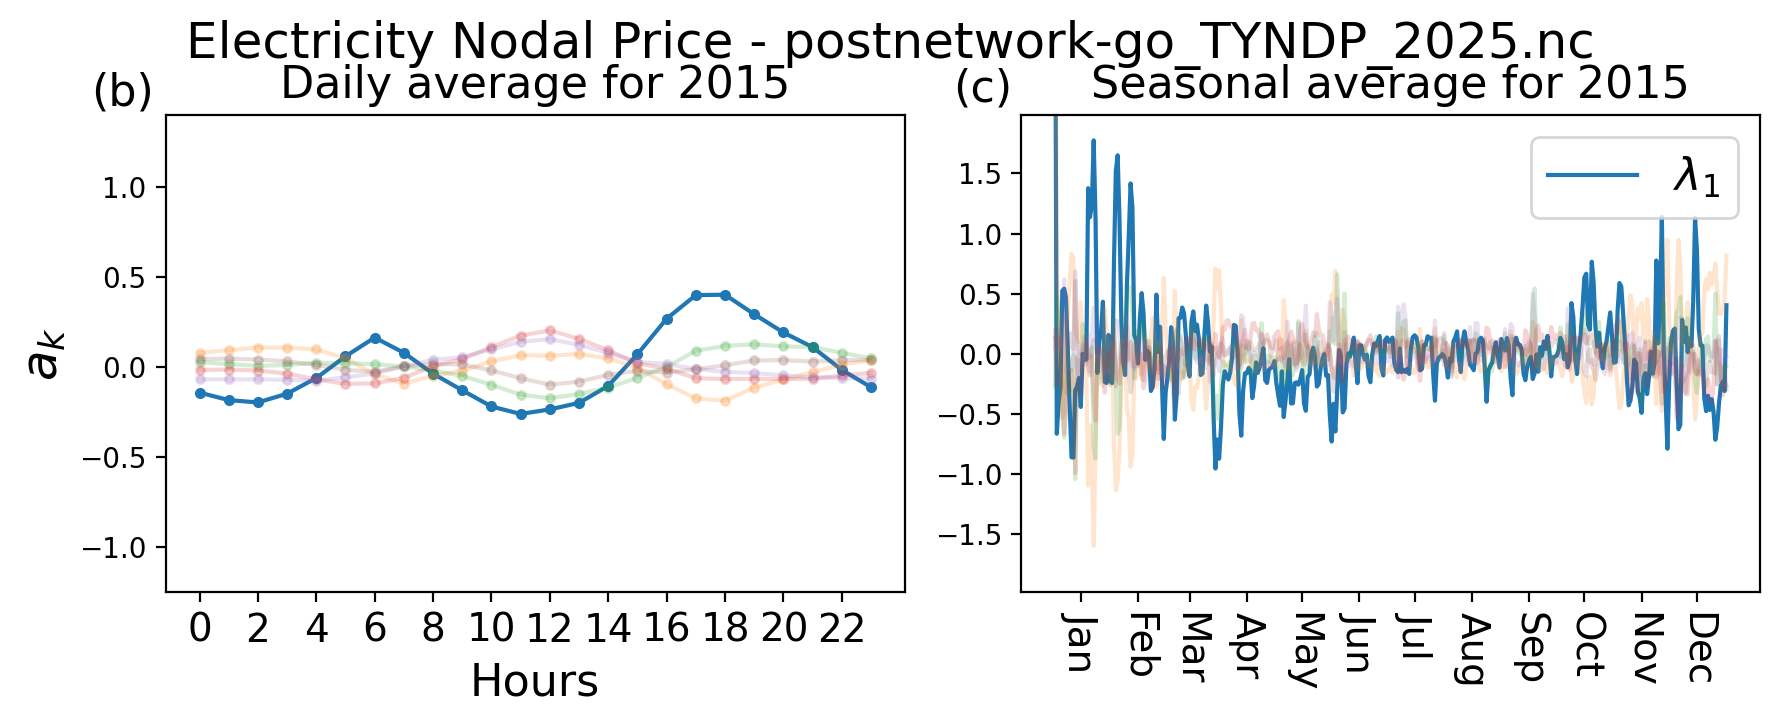 Electricity Nodal Price - postnetwork-go_TYNDP_2025.nc
(b) Daily average for 2015
1.0
0.5
0.0
−0.5
−1.0
a_k
0 2 4 6 8 10 12 14 16 18 20 22
Hours
(c) Seasonal average for 2015
λ_1
1.5
1.0
0.5
0.0
−0.5
−1.0
−1.5
Jan Feb Mar Apr May Jun Jul Aug Sep Oct Nov Dec